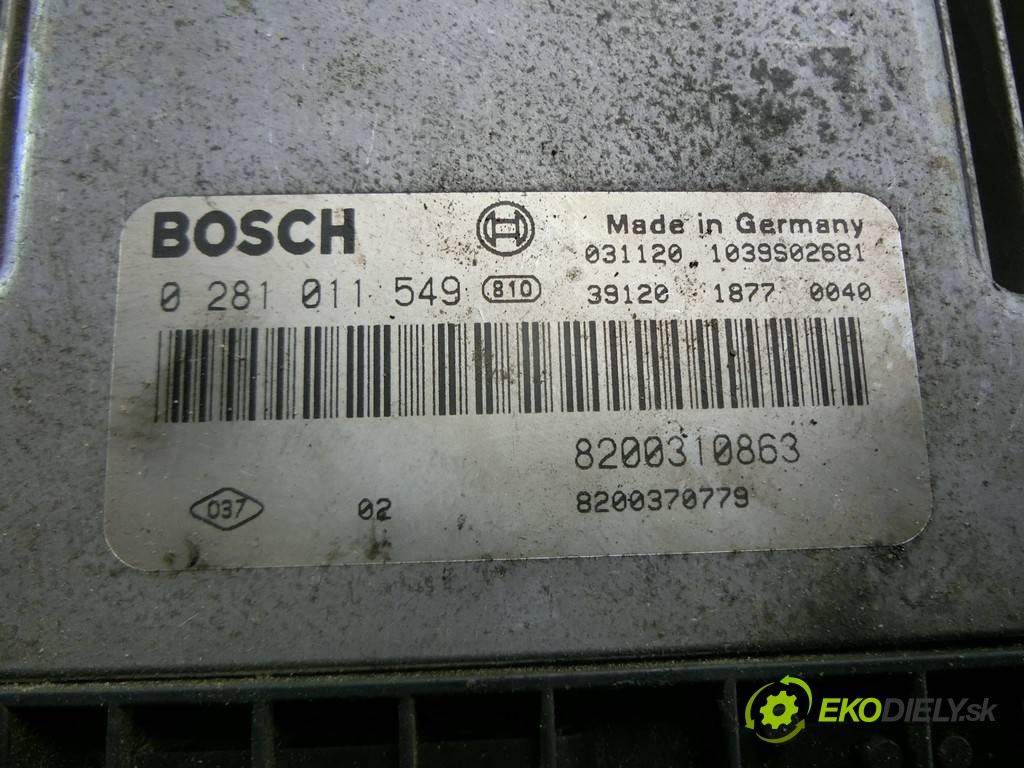 BOSCH Made in Germany
031120 1039S02681
0 281 011 549 810 39120 1877 0040
8200310863
037 02 8200370779
EKODIELY.sk